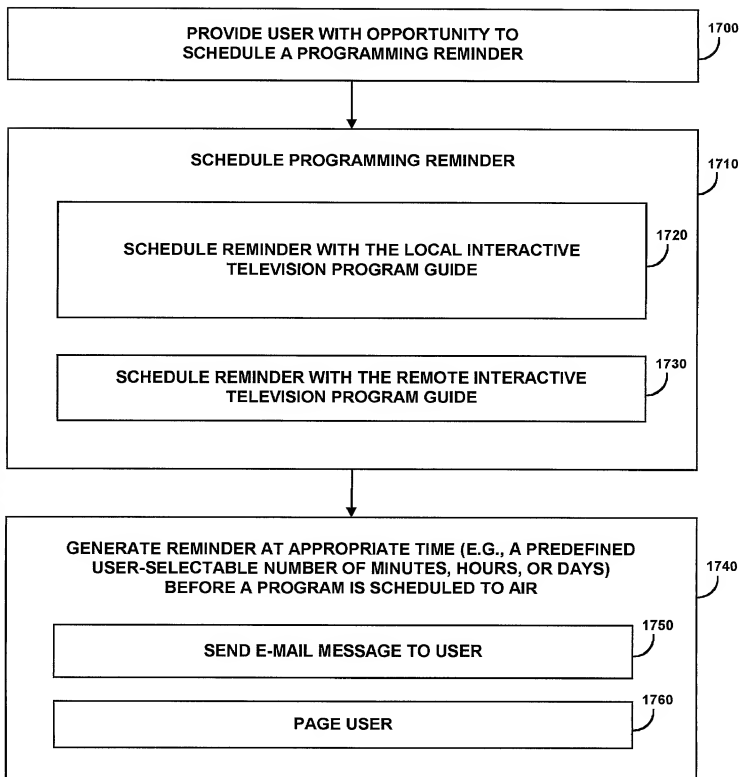 PROVIDE USER WITH OPPORTUNITY TO
SCHEDULE A PROGRAMMING REMINDER
1700
SCHEDULE PROGRAMMING REMINDER
1710
SCHEDULE REMINDER WITH THE LOCAL INTERACTIVE
TELEVISION PROGRAM GUIDE
1720
SCHEDULE REMINDER WITH THE REMOTE INTERACTIVE
TELEVISION PROGRAM GUIDE
1730
GENERATE REMINDER AT APPROPRIATE TIME (E.G., A PREDEFINED
USER-SELECTABLE NUMBER OF MINUTES, HOURS, OR DAYS)
BEFORE A PROGRAM IS SCHEDULED TO AIR
1740
SEND E-MAIL MESSAGE TO USER
1750
PAGE USER
1760